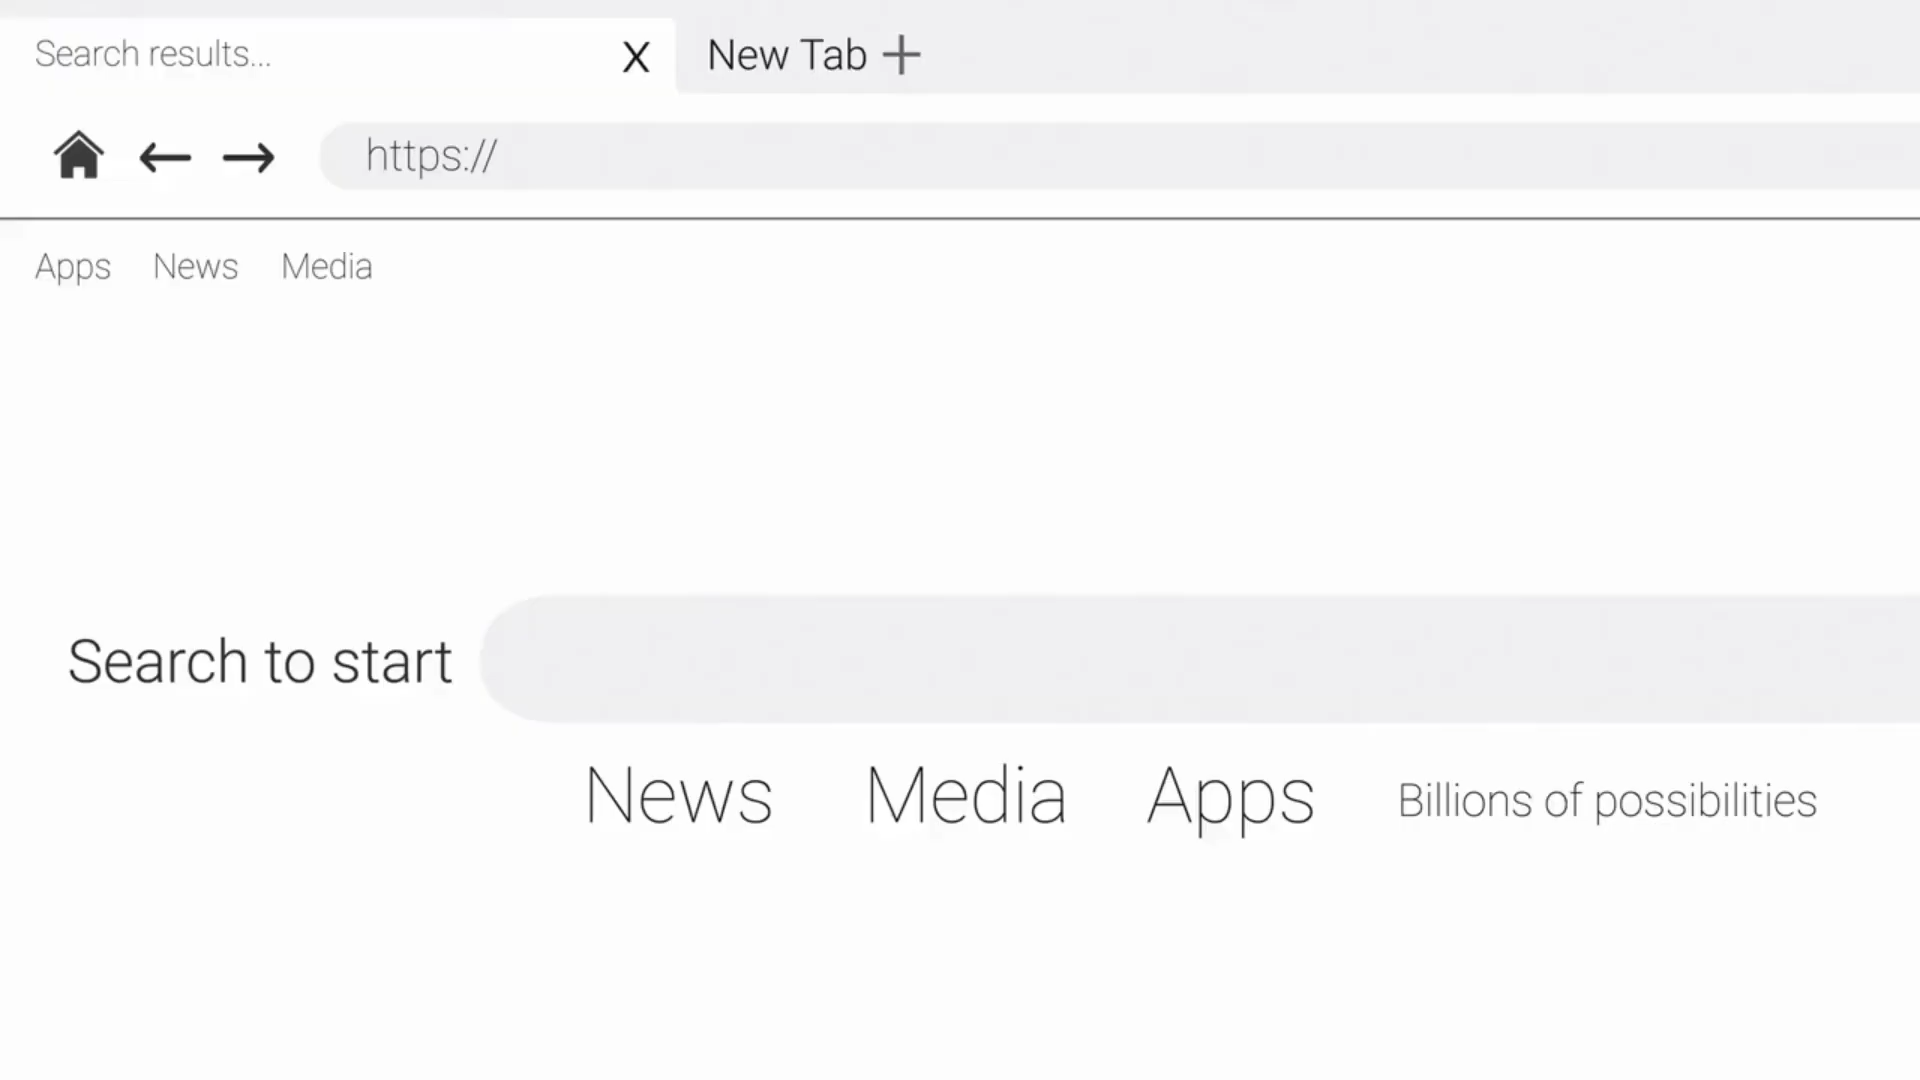 Search results... X New Tab +
https://
Apps News Media
Search to start
News Media Apps Billions of possibilities